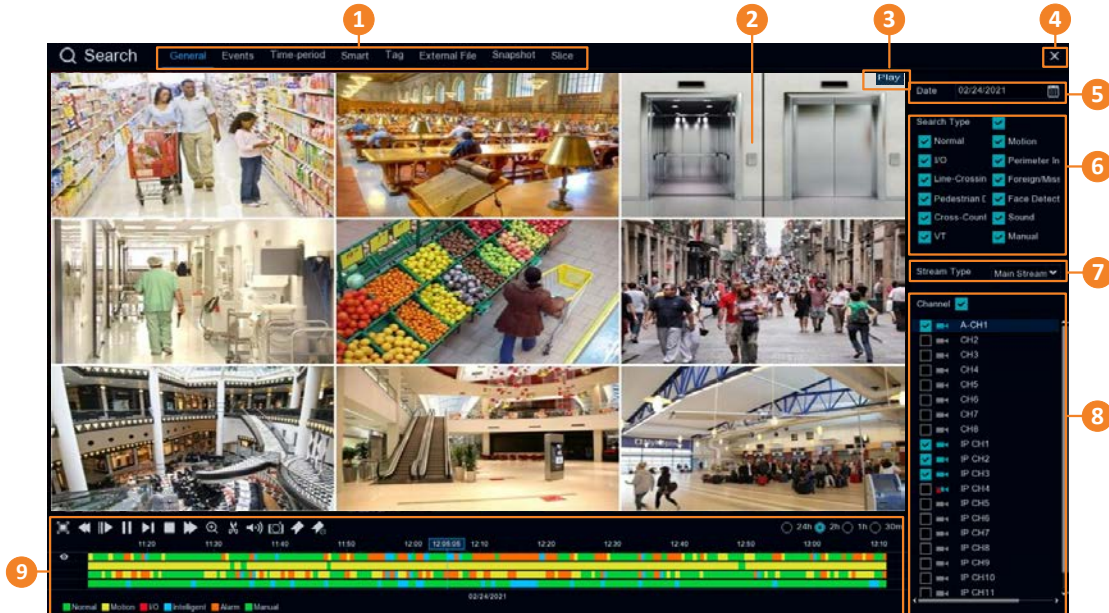 1
2
3
4
Search
General Events Time-period Smart Tag External File Snapshot Slice
Play
Date 02/24/2021
5
Search Type
Normal Motion
I/O Perimeter In
Line-Crossin Foreign/Miss
Pedestrian D Face Detect
Cross-Count Sound
VT Manual
6
Stream Type Main Stream
7
Channel
A-CH1
CH2
CH3
CH4
CH5
CH6
CH7
CH8
IP CH1
IP CH2
IP CH3
IP CH4
IP CH5
IP CH6
IP CH7
IP CH8
IP CH9
IP CH10
IP CH11
8
24h 2h 1h 30m
11:20 11:30 11:40 11:50 12:00 12:05:05 12:10 12:20 12:30 12:40 12:50 13:00 13:10
9
02/24/2021
Normal Motion I/O Intelligent Alarm Manual